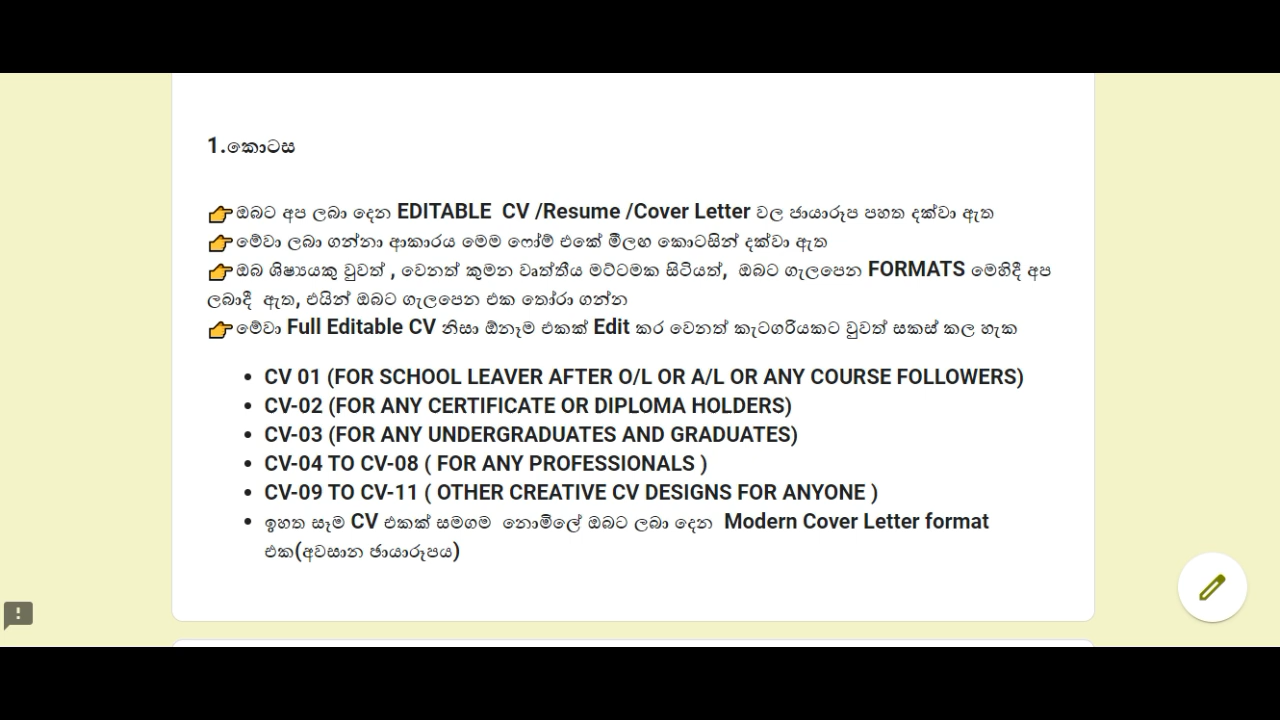 1.කොටස
👉ඔබට අප ලබා දෙන EDITABLE CV /Resume /Cover Letter වල ජායාරූප පහත දක්වා ඇත
👉මේවා ලබා ගන්නා ආකාරය මෙම ෆෝම් එකේ මීලඟ කොටසින් දක්වා ඇත
👉ඔබ ශිෂ්‍යයකු වුවත් , වෙනත් කුමන වෘත්තීය මට්ටමක සිටියත්, ඔබට ගැලපෙන FORMATS මෙහිදී අප
ලබාදී ඇත, එයින් ඔබට ගැලපෙන එක තෝරා ගන්න
👉මේවා Full Editable CV නිසා ඕනෑම එකක් Edit කර වෙනත් කැටගරියකට වුවත් සකස් කල හැක
• CV 01 (FOR SCHOOL LEAVER AFTER O/L OR A/L OR ANY COURSE FOLLOWERS)
• CV-02 (FOR ANY CERTIFICATE OR DIPLOMA HOLDERS)
• CV-03 (FOR ANY UNDERGRADUATES AND GRADUATES)
• CV-04 TO CV-08 ( FOR ANY PROFESSIONALS )
• CV-09 TO CV-11 ( OTHER CREATIVE CV DESIGNS FOR ANYONE )
• ඉහත සෑම CV එකක් සමගම නොමිලේ ඔබට ලබා දෙන Modern Cover Letter format
එක(අවසාන ඡායාරූපය)